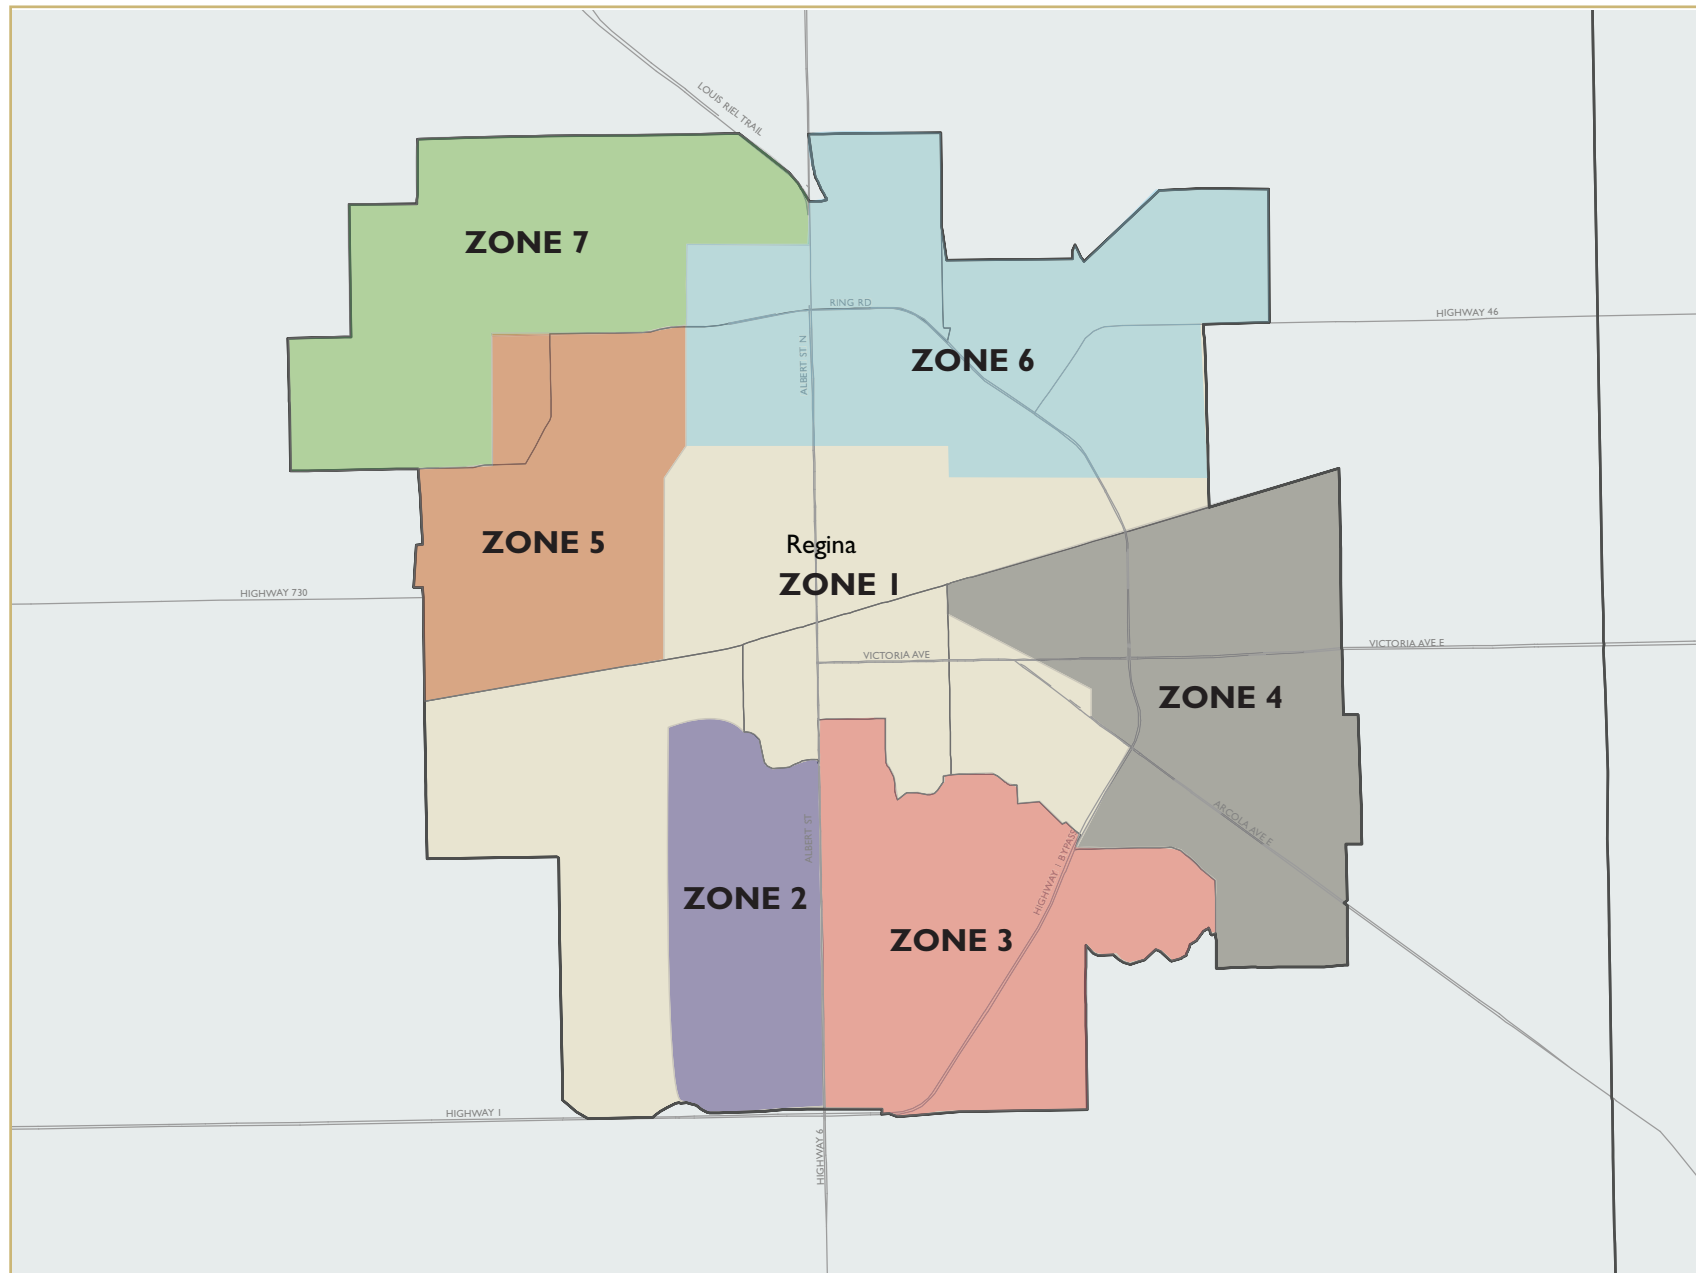 LOUIS RIEL TRAIL
ZONE 7
RING RD
HIGHWAY 46
ALBERT ST N
ZONE 6
ZONE 5
Regina
ZONE 1
HIGHWAY 730
VICTORIA AVE
VICTORIA AVE E
ZONE 4
ARCOLA AVE E
ALBERT ST
HIGHWAY 1 BYPASS
ZONE 2
ZONE 3
HIGHWAY 1
HIGHWAY 6